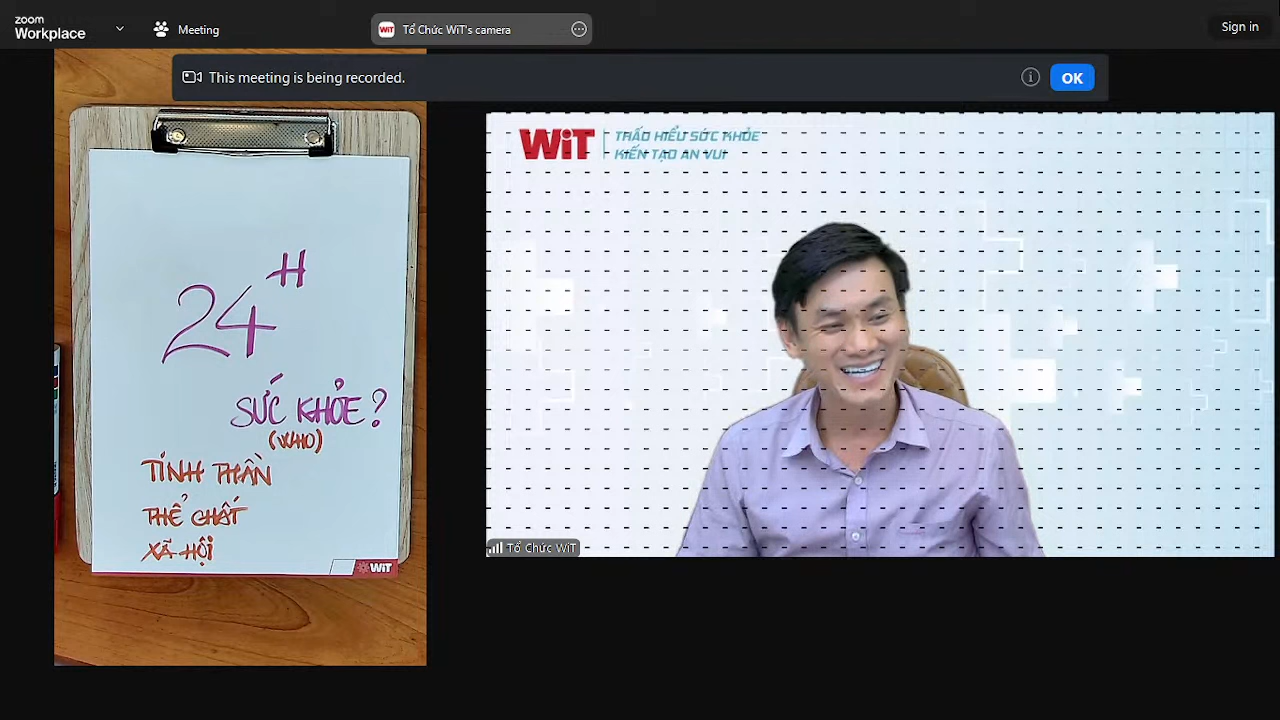 zoom
Workplace
Meeting
WiT Tổ Chức WiT's camera
Sign in
This meeting is being recorded.
OK
24H
SỨC KHỎE?
(WHO)
TINH THẦN
THỂ CHẤT
XÃ HỘI
WiT
WiT
THẤU HIỂU SỨC KHỎE
KIẾN TẠO AN VUI
Tổ Chức WiT